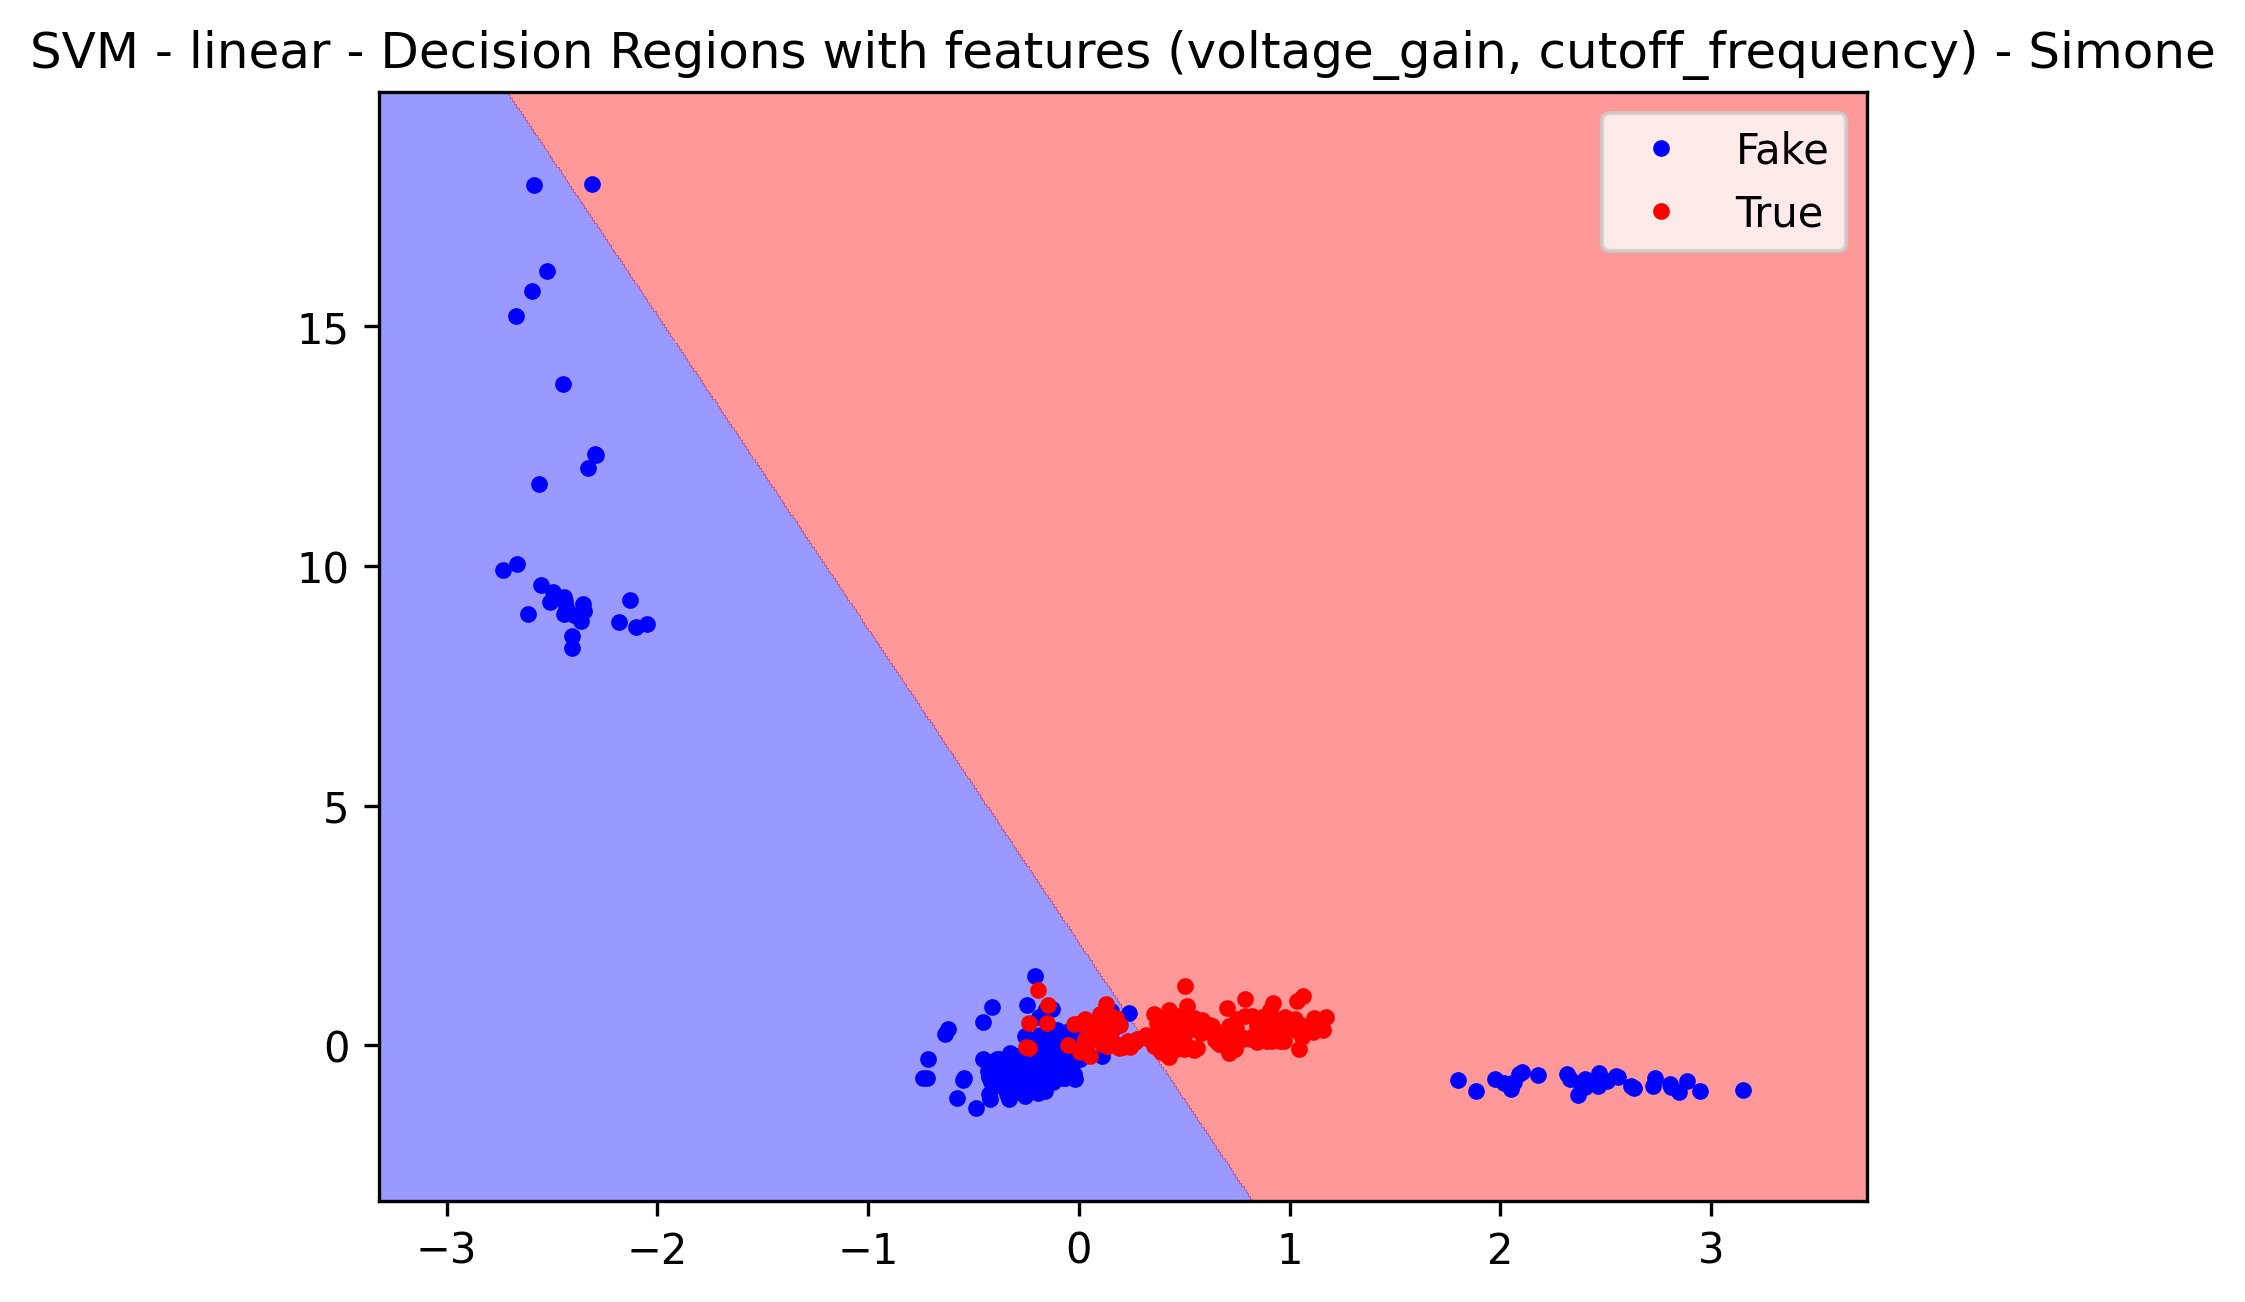 SVM - linear - Decision Regions with features (voltage_gain, cutoff_frequency) - Simone
Fake
True
15
10
5
0
−3 −2 −1 0 1 2 3